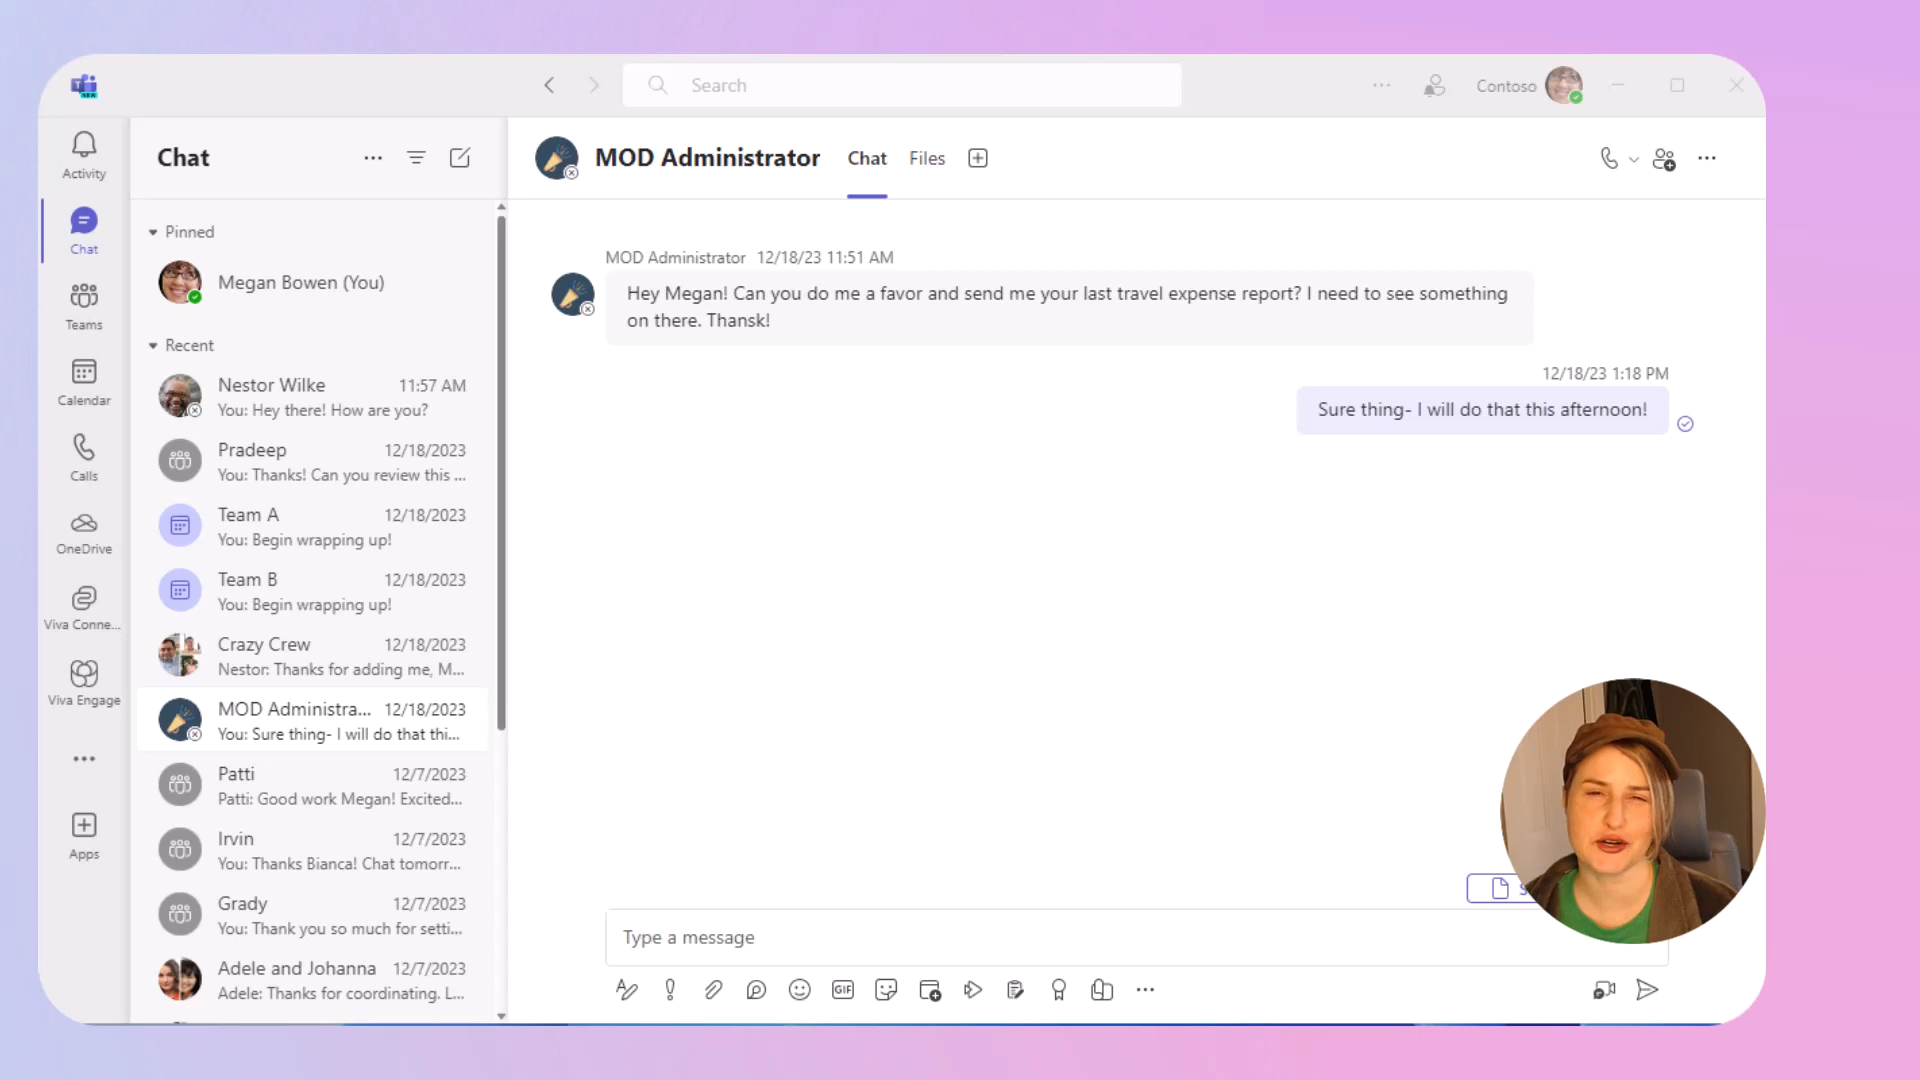 NEW
Search
Contoso
Activity
Chat
Teams
Calendar
Calls
OneDrive
Viva Conne...
Viva Engage
Apps
Chat
Pinned
Megan Bowen (You)
Recent
Nestor Wilke 11:57 AM
You: Hey there! How are you?
Pradeep 12/18/2023
You: Thanks! Can you review this ...
Team A 12/18/2023
You: Begin wrapping up!
Team B 12/18/2023
You: Begin wrapping up!
Crazy Crew 12/18/2023
Nestor: Thanks for adding me, M...
MOD Administra... 12/18/2023
You: Sure thing- I will do that thi...
Patti 12/7/2023
Patti: Good work Megan! Excited...
Irvin 12/7/2023
You: Thanks Bianca! Chat tomorr...
Grady 12/7/2023
You: Thank you so much for setti...
Adele and Johanna 12/7/2023
Adele: Thanks for coordinating. L...
MOD Administrator Chat Files
MOD Administrator 12/18/23 11:51 AM
Hey Megan! Can you do me a favor and send me your last travel expense report? I need to see something
on there. Thansk!
12/18/23 1:18 PM
Sure thing- I will do that this afternoon!
Type a message
GIF